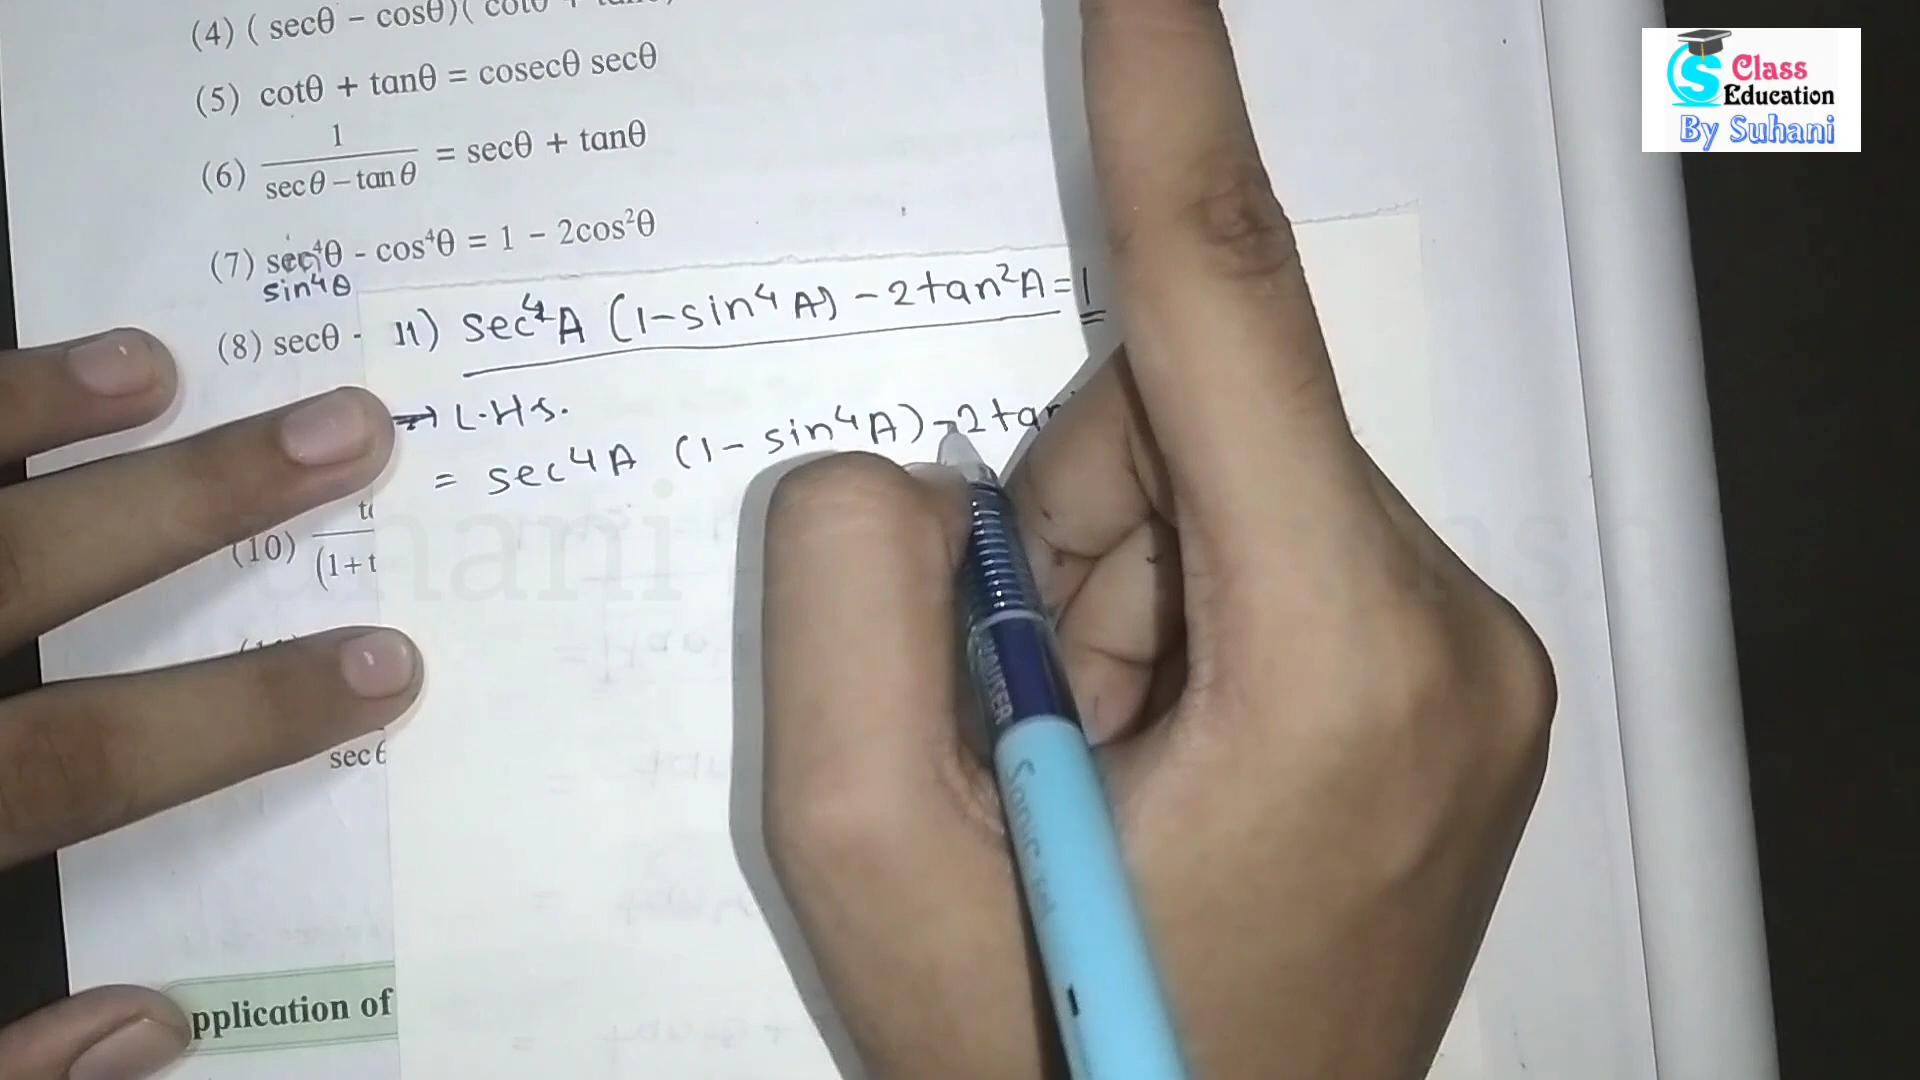 (4) ( secθ − cosθ)( cotθ +
(5) cotθ + tanθ = cosecθ secθ
(6) 1 / (secθ − tanθ) = secθ + tanθ
(7) sec⁴θ - cos⁴θ = 1 − 2cos²θ
sin⁴θ
(8) secθ -
11) sec⁴A (1−sin⁴A) −2tan²A=1
→ L.H.S.
= sec⁴A (1− sin⁴A) −2tan
(10)
(1+t
sec
pplication of
S Class
Education
By Suhani